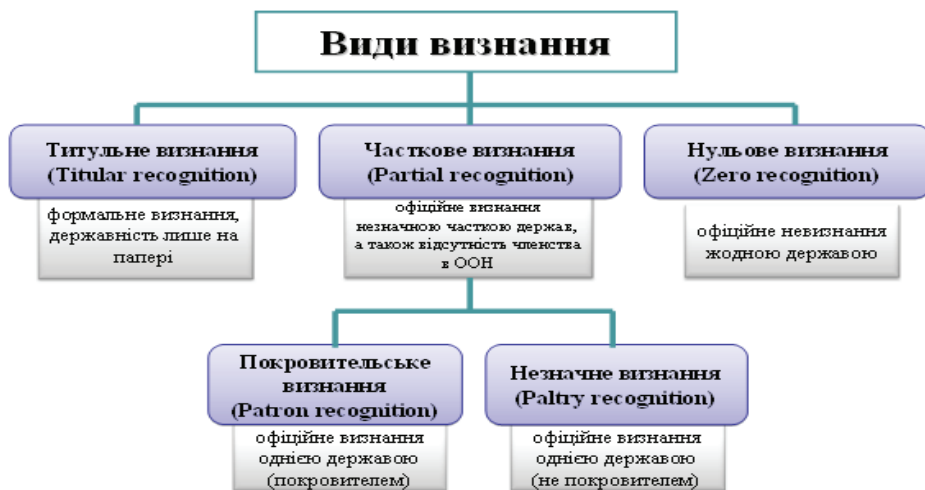 Види визнання
Титульне визнання
(Titular recognition)
формальне визнання,
державність лише на
папері
Часткове визнання
(Partial recognition)
офіційне визнання
незначною часткою держав,
а також відсутність членства
в ООН
Нульове визнання
(Zero recognition)
офіційне невизнання
жодною державою
Покровительське
визнання
(Patron recognition)
офіційне визнання
однією державою
(покровителем)
Незначне визнання
(Paltry recognition)
офіційне визнання
однією державою
(не покровителем)